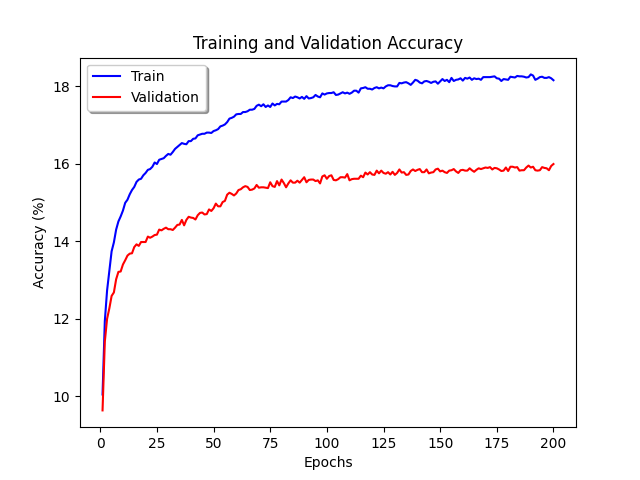 Training and Validation Accuracy
Train
Validation
Accuracy (%)
18
16
14
12
10
0 25 50 75 100 125 150 175 200
Epochs